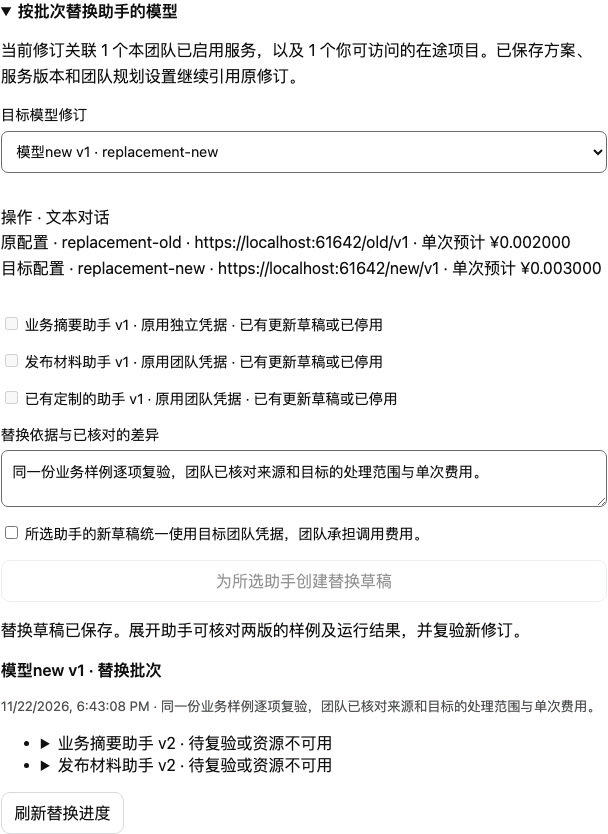 ▼ 按批次替换助手的模型
当前修订关联 1 个本团队已启用服务，以及 1 个你可访问的在途项目。已保存方案、
服务版本和团队规划设置继续引用原修订。
目标模型修订
模型new v1 · replacement-new
操作 · 文本对话
原配置 · replacement-old · https://localhost:61642/old/v1 · 单次预计 ¥0.002000
目标配置 · replacement-new · https://localhost:61642/new/v1 · 单次预计 ¥0.003000
业务摘要助手 v1 · 原用独立凭据 · 已有更新草稿或已停用
发布材料助手 v1 · 原用团队凭据 · 已有更新草稿或已停用
已有定制的助手 v1 · 原用团队凭据 · 已有更新草稿或已停用
替换依据与已核对的差异
同一份业务样例逐项复验，团队已核对来源和目标的处理范围与单次费用。
所选助手的新草稿统一使用目标团队凭据，团队承担调用费用。
为所选助手创建替换草稿
替换草稿已保存。展开助手可核对两版的样例及运行结果，并复验新修订。
模型new v1 · 替换批次
11/22/2026, 6:43:08 PM · 同一份业务样例逐项复验，团队已核对来源和目标的处理范围与单次费用。
• ▶ 业务摘要助手 v2 · 待复验或资源不可用
• ▶ 发布材料助手 v2 · 待复验或资源不可用
刷新替换进度